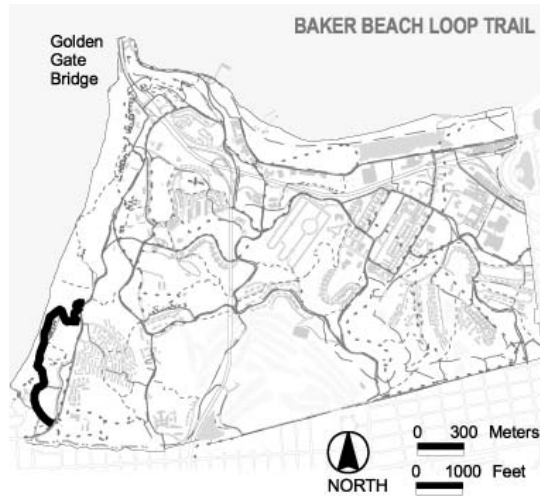 BAKER BEACH LOOP TRAIL
Golden
Gate
Bridge
0 300 Meters
0 1000 Feet
NORTH